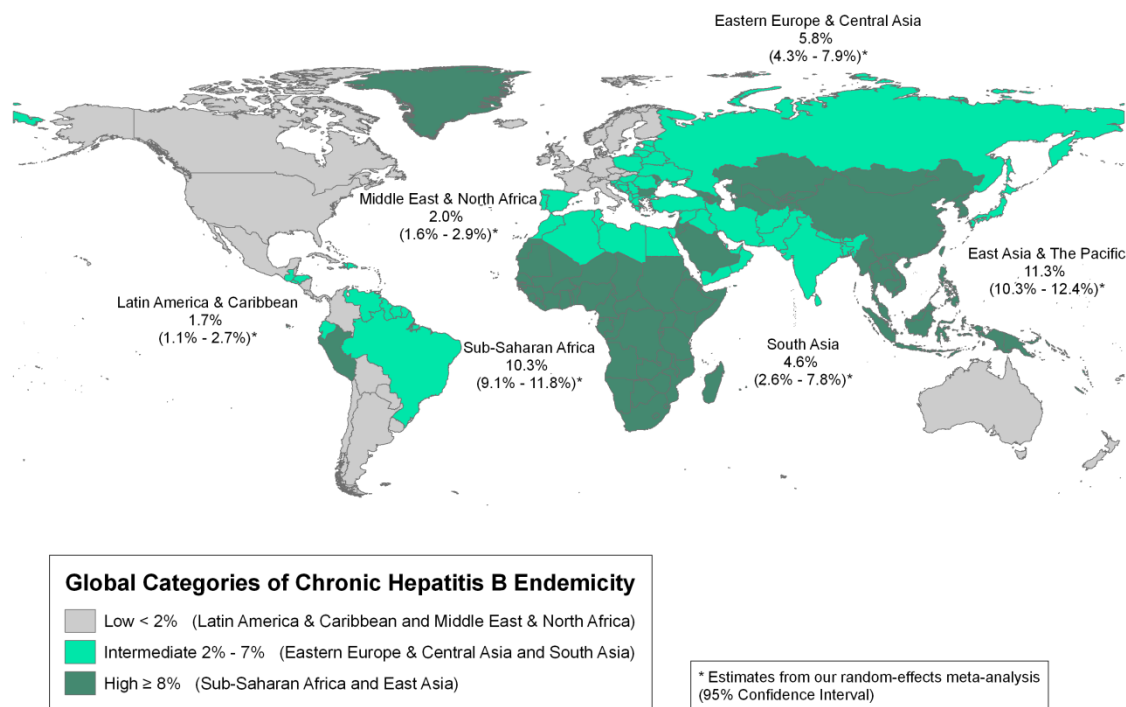 Eastern Europe & Central Asia
5.8%
(4.3% - 7.9%)*
Middle East & North Africa
2.0%
(1.6% - 2.9%)*
East Asia & The Pacific
11.3%
(10.3% - 12.4%)*
Latin America & Caribbean
1.7%
(1.1% - 2.7%)*
Sub-Saharan Africa
10.3%
(9.1% - 11.8%)*
South Asia
4.6%
(2.6% - 7.8%)*
Global Categories of Chronic Hepatitis B Endemicity
Low < 2% (Latin America & Caribbean and Middle East & North Africa)
Intermediate 2% - 7% (Eastern Europe & Central Asia and South Asia)
High ≥ 8% (Sub-Saharan Africa and East Asia)
* Estimates from our random-effects meta-analysis
(95% Confidence Interval)